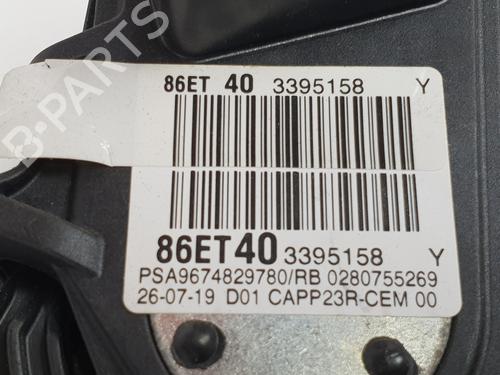 B-PARTS
86ET 40 3395158 Y
86ET40 3395158 Y
PSA9674829780/RB 0280755269
26-07-19 D01 CAPP23R-CEM 00